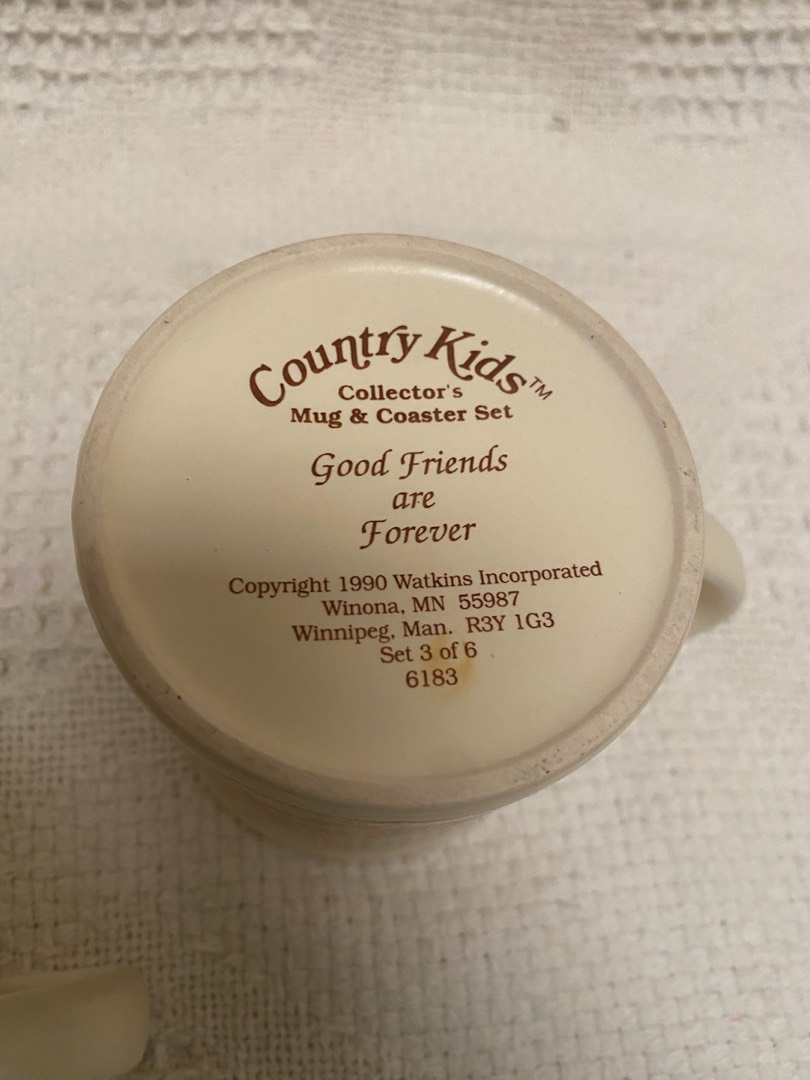 Country Kids™
Collector's
Mug & Coaster Set
Good Friends
are
Forever
Copyright 1990 Watkins Incorporated
Winona, MN 55987
Winnipeg, Man. R3Y 1G3
Set 3 of 6
6183